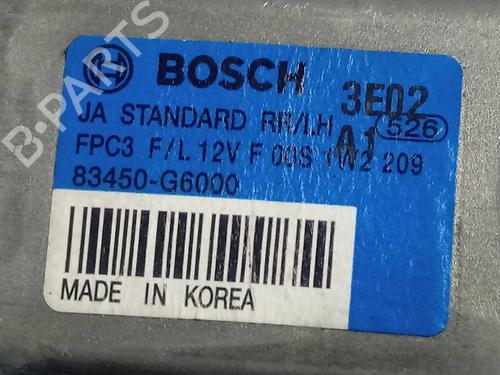 BOSCH 3E02
JA STANDARD RR/LH A1 526
FPC3 F/L 12V F 00S 1W2 209
83450-G6000
MADE IN KOREA
B-PARTS